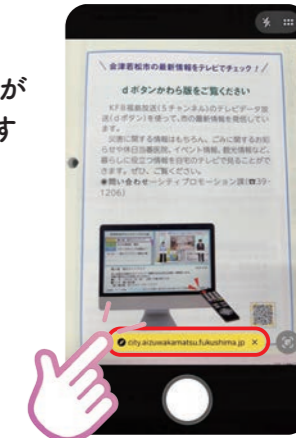 が
す
会津若松市の最新情報をテレビでチェック！
dボタンかわら版をご覧ください
KFB福島放送(5チャンネル)のテレビデータ放
送(dボタン)を使って、市の最新情報を発信してい
ます。
災害に関する情報はもちろん、ごみに関するお知
らせや休日当番医院、イベント情報、観光情報など、
暮らしに役立つ情報を自宅のテレビで見ることがで
きます。ぜひ、ご覧ください。
◉問い合わせ…シティプロモーション課(☎39-
1206)
city.aizuwakamatsu.fukushima.jp ×